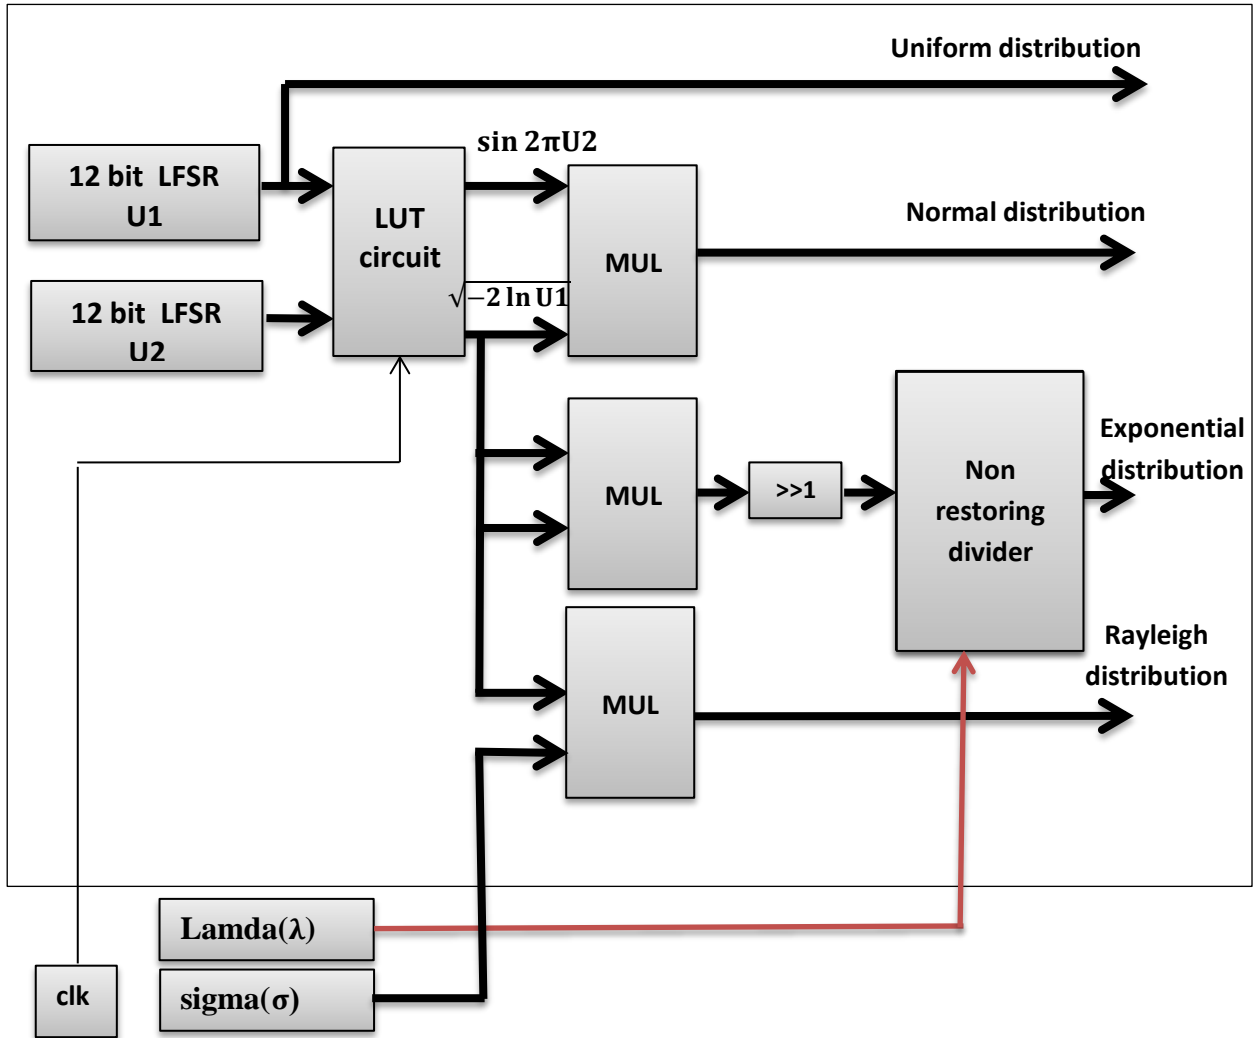 Uniform distribution
sin 2πU2
12 bit LFSR
U1
LUT
circuit
MUL
Normal distribution
√−2 ln U1
12 bit LFSR
U2
MUL
>>1
Non
restoring
divider
Exponential
distribution
MUL
Rayleigh
distribution
Lamda(λ)
clk
sigma(σ)